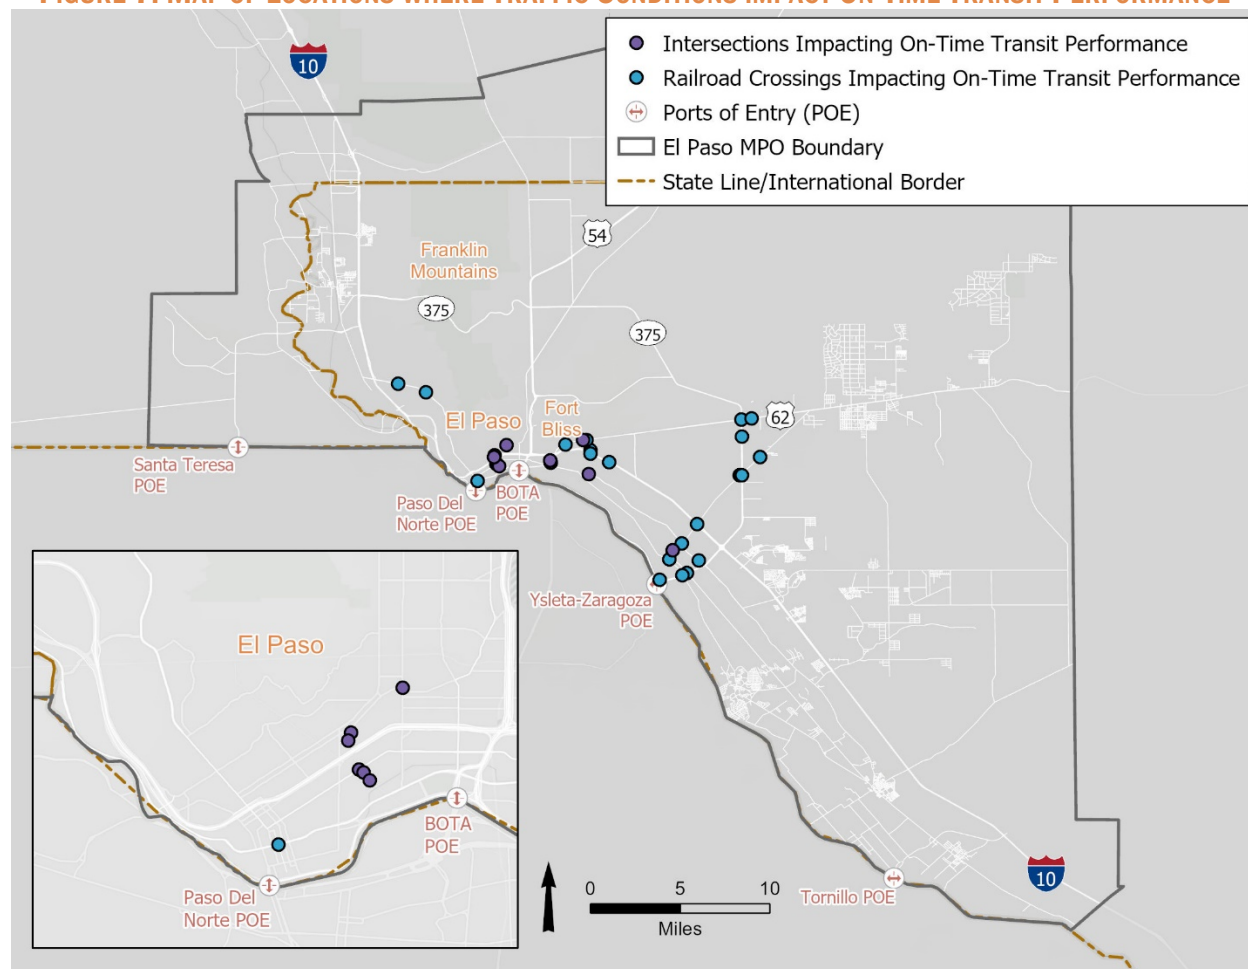 Intersections Impacting On-Time Transit Performance
Railroad Crossings Impacting On-Time Transit Performance
Ports of Entry (POE)
El Paso MPO Boundary
State Line/International Border
10
54
Franklin
Mountains
375
375
62
El Paso
Fort
Bliss
Santa Teresa
POE
Paso Del
Norte POE
BOTA
POE
Ysleta-Zaragoza
POE
El Paso
BOTA
POE
Paso Del
Norte POE
0 5 10
Miles
Tornillo POE
10